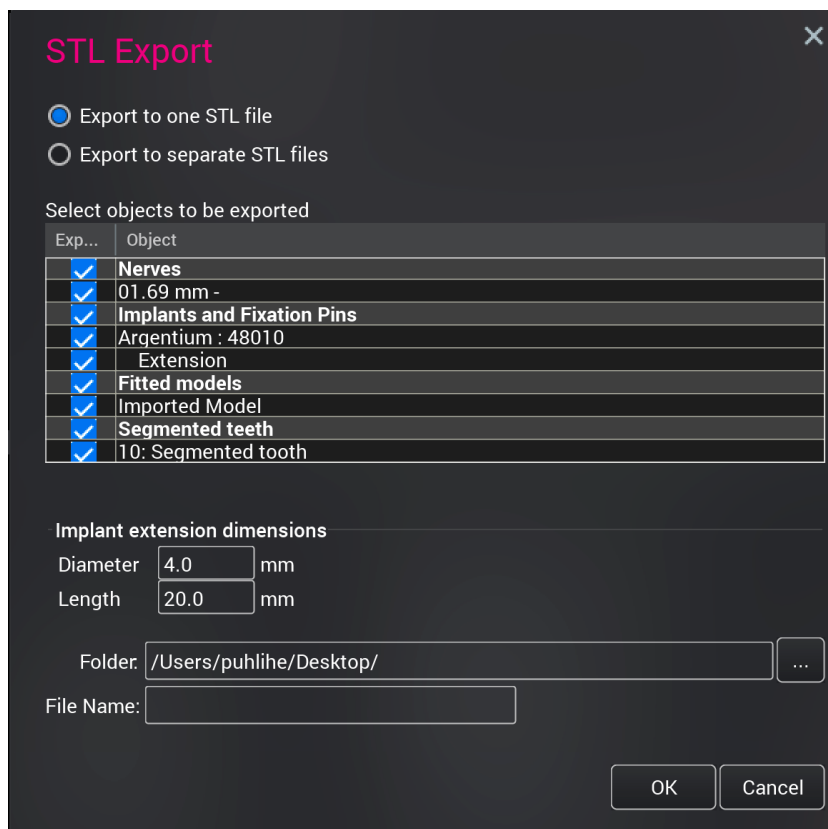 STL Export
Export to one STL file
Export to separate STL files
Select objects to be exported
Exp... Object
Nerves
01.69 mm -
Implants and Fixation Pins
Argentium : 48010
Extension
Fitted models
Imported Model
Segmented teeth
10: Segmented tooth
Implant extension dimensions
Diameter 4.0 mm
Length 20.0 mm
Folder: /Users/puhlihe/Desktop/ ...
File Name:
OK Cancel